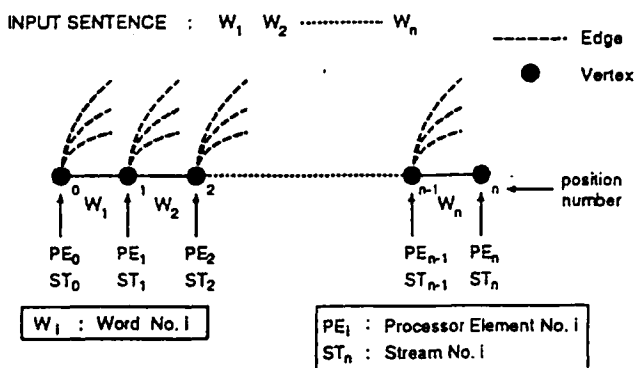 INPUT SENTENCE : W1 W2 ············ Wn
------- Edge
● Vertex
0 1 2 n-1 n
W1 W2 Wn
position number
PE0 PE1 PE2 PEn-1 PEn
ST0 ST1 ST2 STn-1 STn
Wi : Word No. i
PEi : Processor Element No. i
STn : Stream No. i